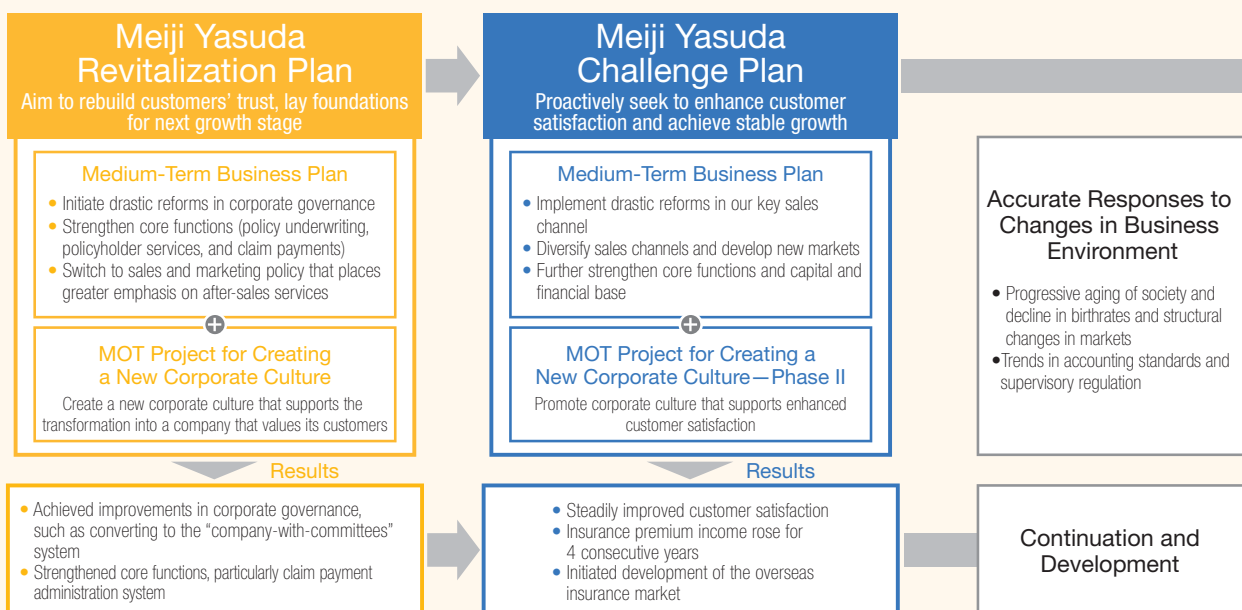 Meiji Yasuda
Revitalization Plan
Aim to rebuild customers’ trust, lay foundations
for next growth stage
Medium-Term Business Plan
• Initiate drastic reforms in corporate governance
• Strengthen core functions (policy underwriting,
policyholder services, and claim payments)
• Switch to sales and marketing policy that places
greater emphasis on after-sales services
+
MOT Project for Creating
a New Corporate Culture
Create a new corporate culture that supports the
transformation into a company that values its customers
Results
• Achieved improvements in corporate governance,
such as converting to the “company-with-committees”
system
• Strengthened core functions, particularly claim payment
administration system
Meiji Yasuda
Challenge Plan
Proactively seek to enhance customer
satisfaction and achieve stable growth
Medium-Term Business Plan
• Implement drastic reforms in our key sales
channel
• Diversify sales channels and develop new markets
• Further strengthen core functions and capital and
financial base
+
MOT Project for Creating a
New Corporate Culture—Phase II
Promote corporate culture that supports enhanced
customer satisfaction
Results
• Steadily improved customer satisfaction
• Insurance premium income rose for
4 consecutive years
• Initiated development of the overseas
insurance market
Accurate Responses to
Changes in Business
Environment
• Progressive aging of society and
decline in birthrates and structural
changes in markets
•Trends in accounting standards and
supervisory regulation
Continuation and
Development